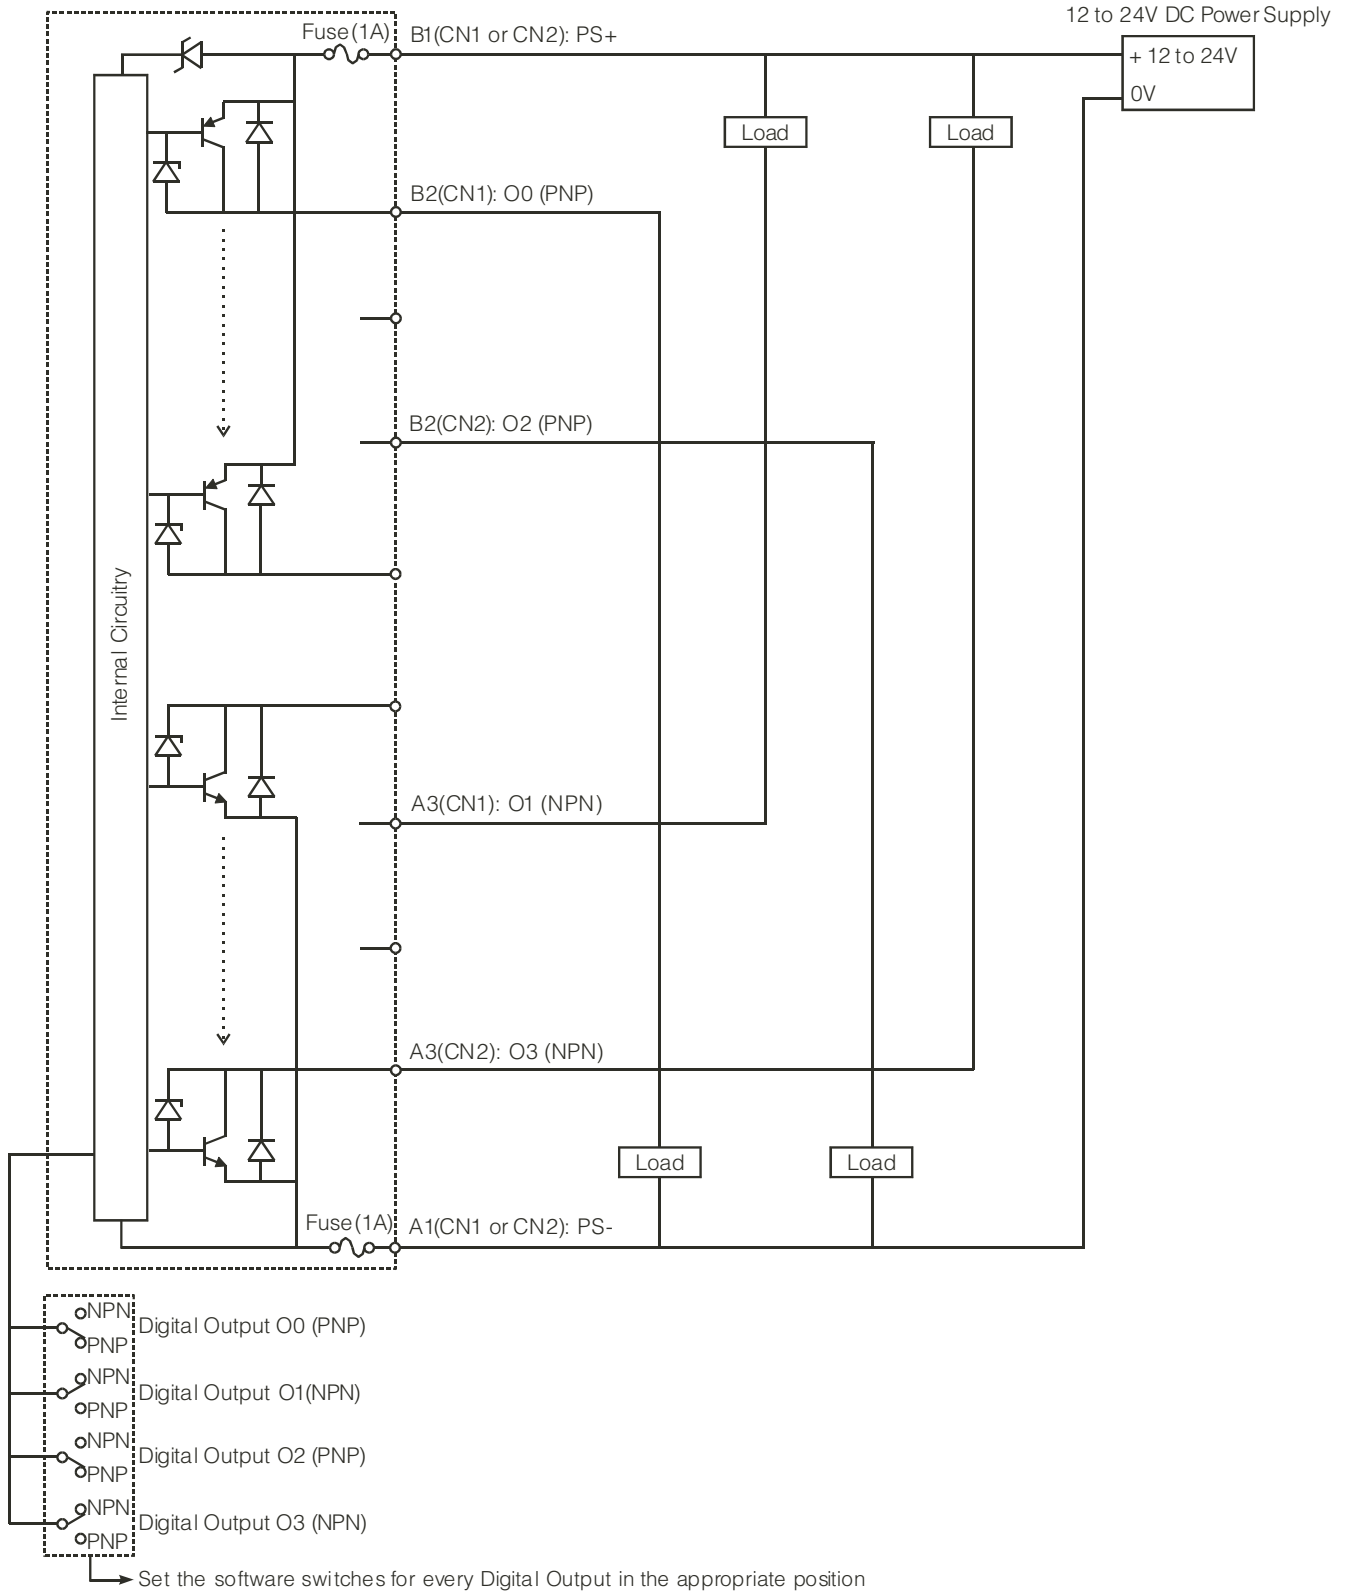 12 to 24V DC Power Supply
Fuse (1A)
B1(CN1 or CN2): PS+
+ 12 to 24V
0V
Load
Load
B2(CN1): O0 (PNP)
B2(CN2): O2 (PNP)
Internal Circuitry
A3(CN1): O1 (NPN)
A3(CN2): O3 (NPN)
Load
Load
Fuse (1A)
A1(CN1 or CN2): PS-
NPN
Digital Output O0 (PNP)
PNP
NPN
Digital Output O1(NPN)
PNP
NPN
Digital Output O2 (PNP)
PNP
NPN
Digital Output O3 (NPN)
PNP
Set the software switches for every Digital Output in the appropriate position